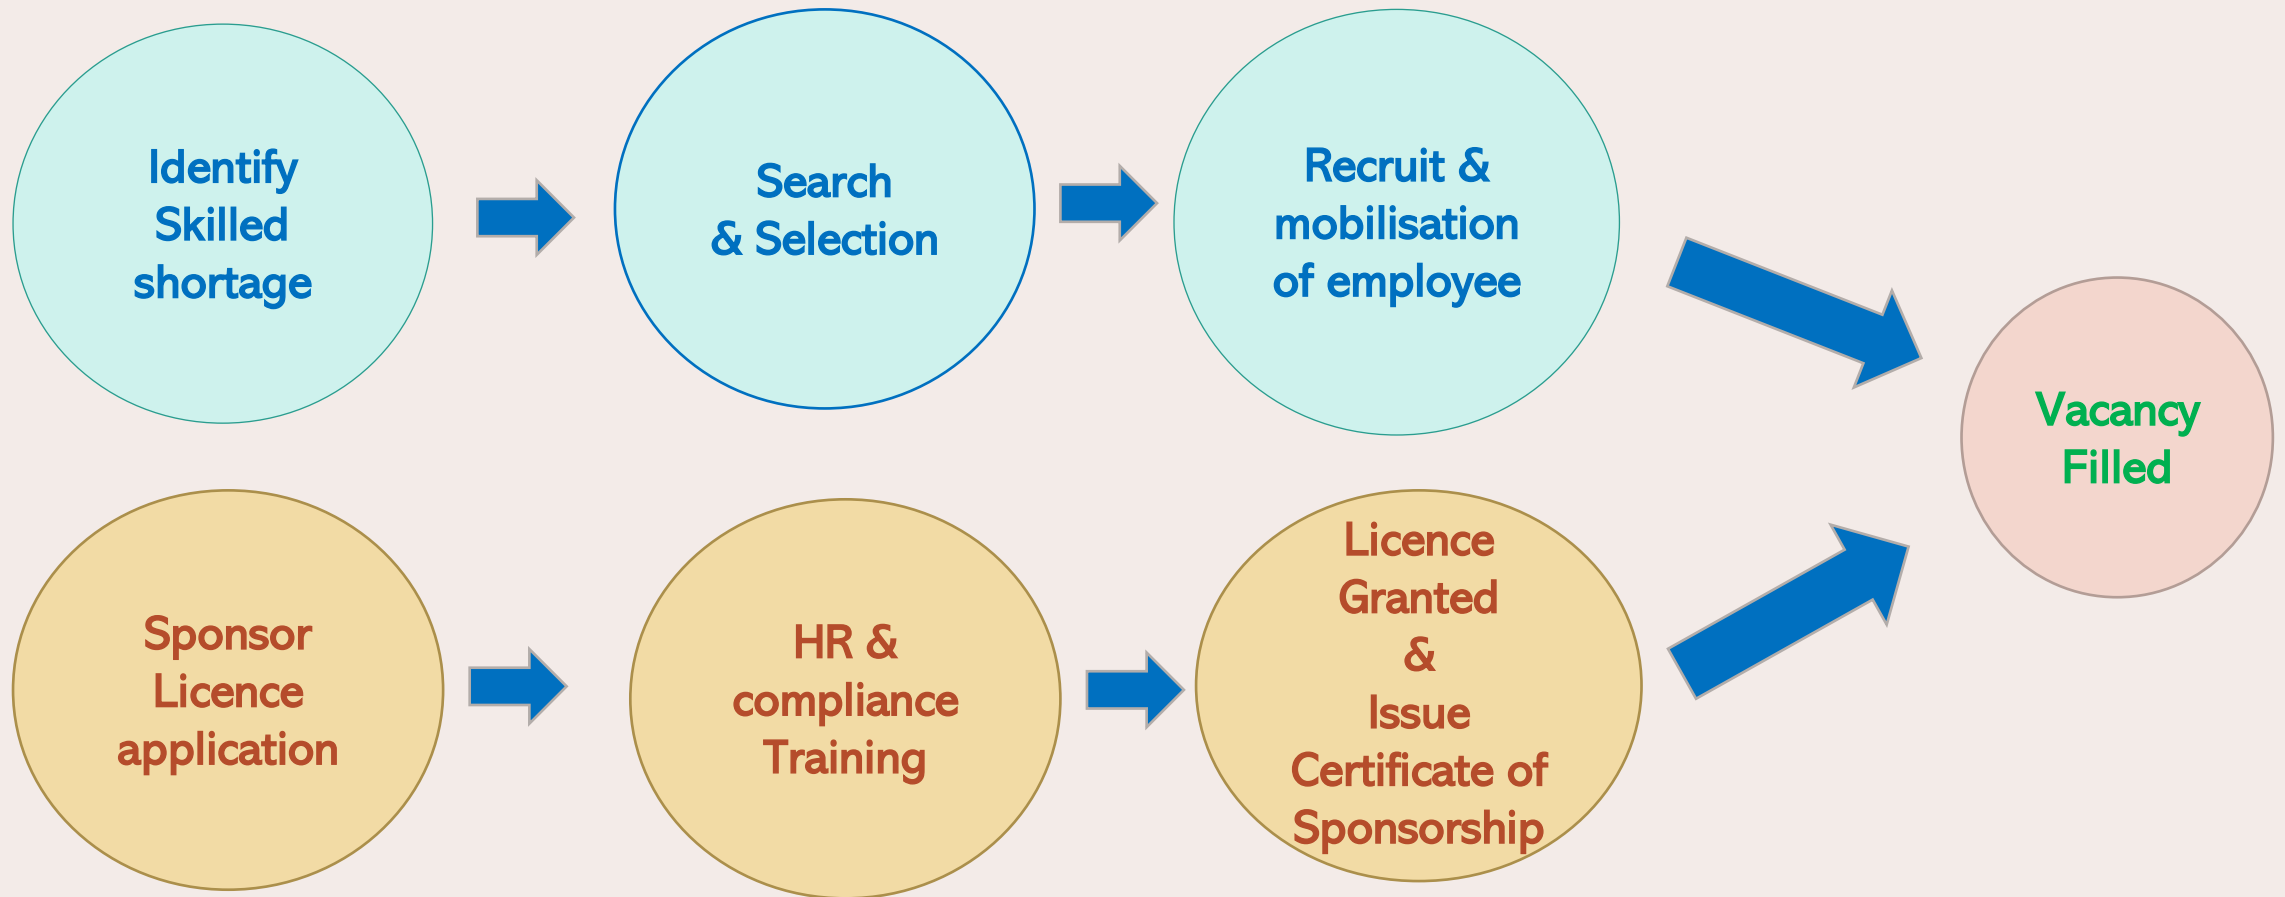 Identify
Skilled
shortage
Search
& Selection
Recruit &
mobilisation
of employee
Vacancy
Filled
Sponsor
Licence
application
HR &
compliance
Training
Licence
Granted
&
Issue
Certificate of
Sponsorship